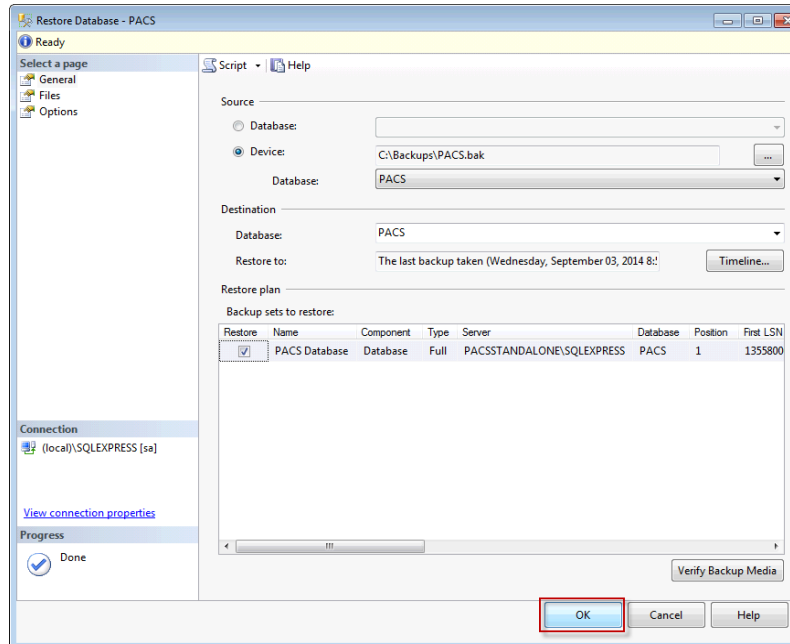 Restore Database - PACS
Ready
Select a page
General
Files
Options
Script
Help
Source
Database:
Device:
C:\Backups\PACS.bak
...
Database:
PACS
Destination
Database:
PACS
Restore to:
The last backup taken (Wednesday, September 03, 2014 8:5
Timeline...
Restore plan
Backup sets to restore:
Restore Name Component Type Server Database Position First LSN
PACS Database Database Full PACSSTANDALONE\SQLEXPRESS PACS 1 1355800
Connection
(local)\SQLEXPRESS [sa]
View connection properties
Progress
Done
Verify Backup Media
OK Cancel Help